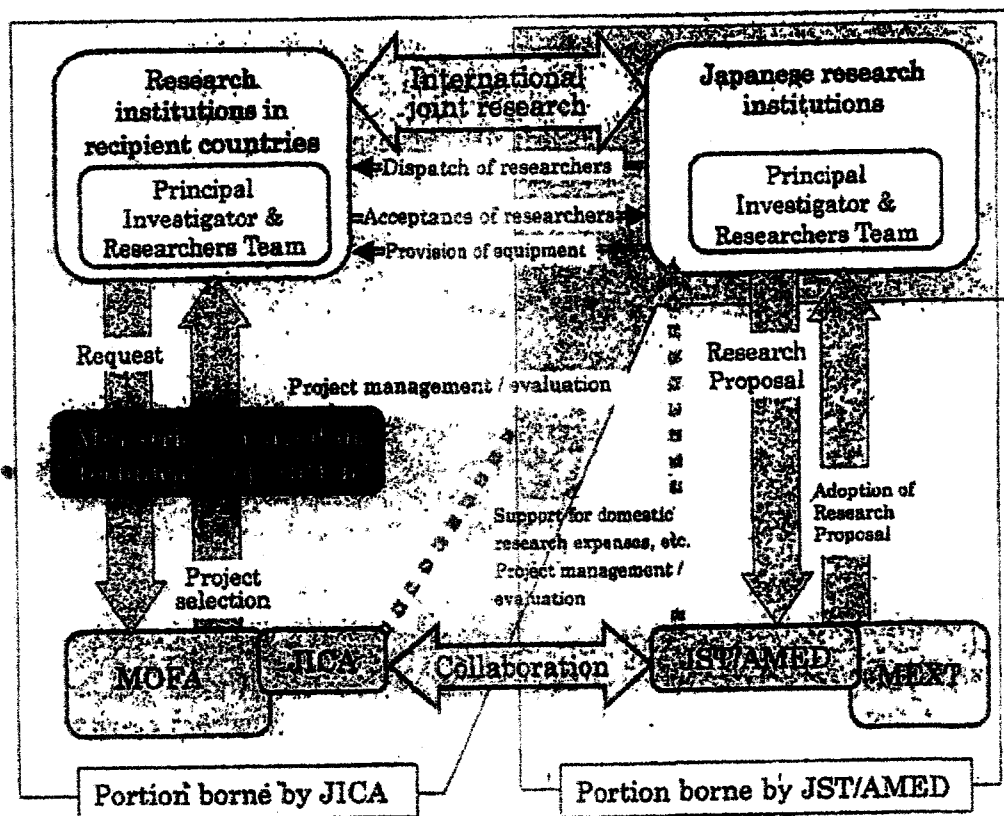 Research
institutions in
recipient countries
Principal
Investigator &
Researchers Team
International
joint research
Japanese research
institutions
Principal
Investigator &
Researchers Team
Dispatch of researchers
Acceptance of researchers
Provision of equipment
Request
Project management / evaluation
Research
Proposal
Project
selection
Support for domestic
research expenses, etc.
Project management /
evaluation
Adoption of
Research
Proposal
MOFA
JICA
Collaboration
JST/AMED
MEXT
Portion borne by JICA
Portion borne by JST/AMED